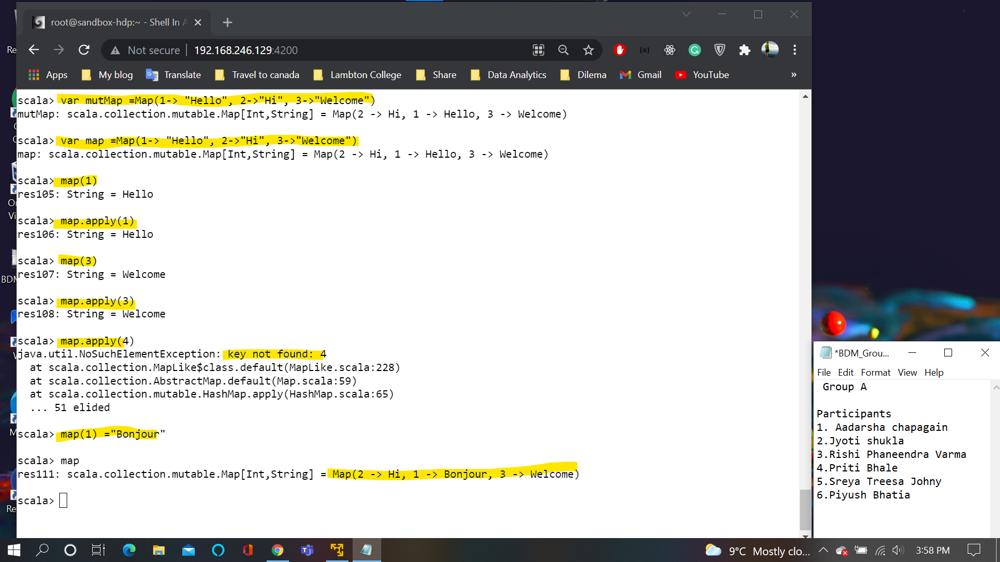 root@sandbox-hdp:~ - Shell In A
Not secure 192.168.246.129:4200
Apps My blog Translate Travel to canada Lambton College Share Data Analytics Dilema Gmail YouTube »
scala> var mutMap =Map(1-> "Hello", 2->"Hi", 3->"Welcome")
mutMap: scala.collection.mutable.Map[Int,String] = Map(2 -> Hi, 1 -> Hello, 3 -> Welcome)
scala> var map =Map(1-> "Hello", 2->"Hi", 3->"Welcome")
map: scala.collection.mutable.Map[Int,String] = Map(2 -> Hi, 1 -> Hello, 3 -> Welcome)
scala> map(1)
res105: String = Hello
scala> map.apply(1)
res106: String = Hello
scala> map(3)
res107: String = Welcome
scala> map.apply(3)
res108: String = Welcome
scala> map.apply(4)
java.util.NoSuchElementException: key not found: 4
at scala.collection.MapLike$class.default(MapLike.scala:228)
at scala.collection.AbstractMap.default(Map.scala:59)
at scala.collection.mutable.HashMap.apply(HashMap.scala:65)
... 51 elided
scala> map(1) ="Bonjour"
scala> map
res111: scala.collection.mutable.Map[Int,String] = Map(2 -> Hi, 1 -> Bonjour, 3 -> Welcome)
scala>
*BDM_Grou...
File Edit Format View Help
Group A
Participants
1. Aadarsha chapagain
2.Jyoti shukla
3.Rishi Phaneendra Varma
4.Priti Bhale
5.Sreya Treesa Johny
6.Piyush Bhatia
9°C Mostly clo... 3:58 PM